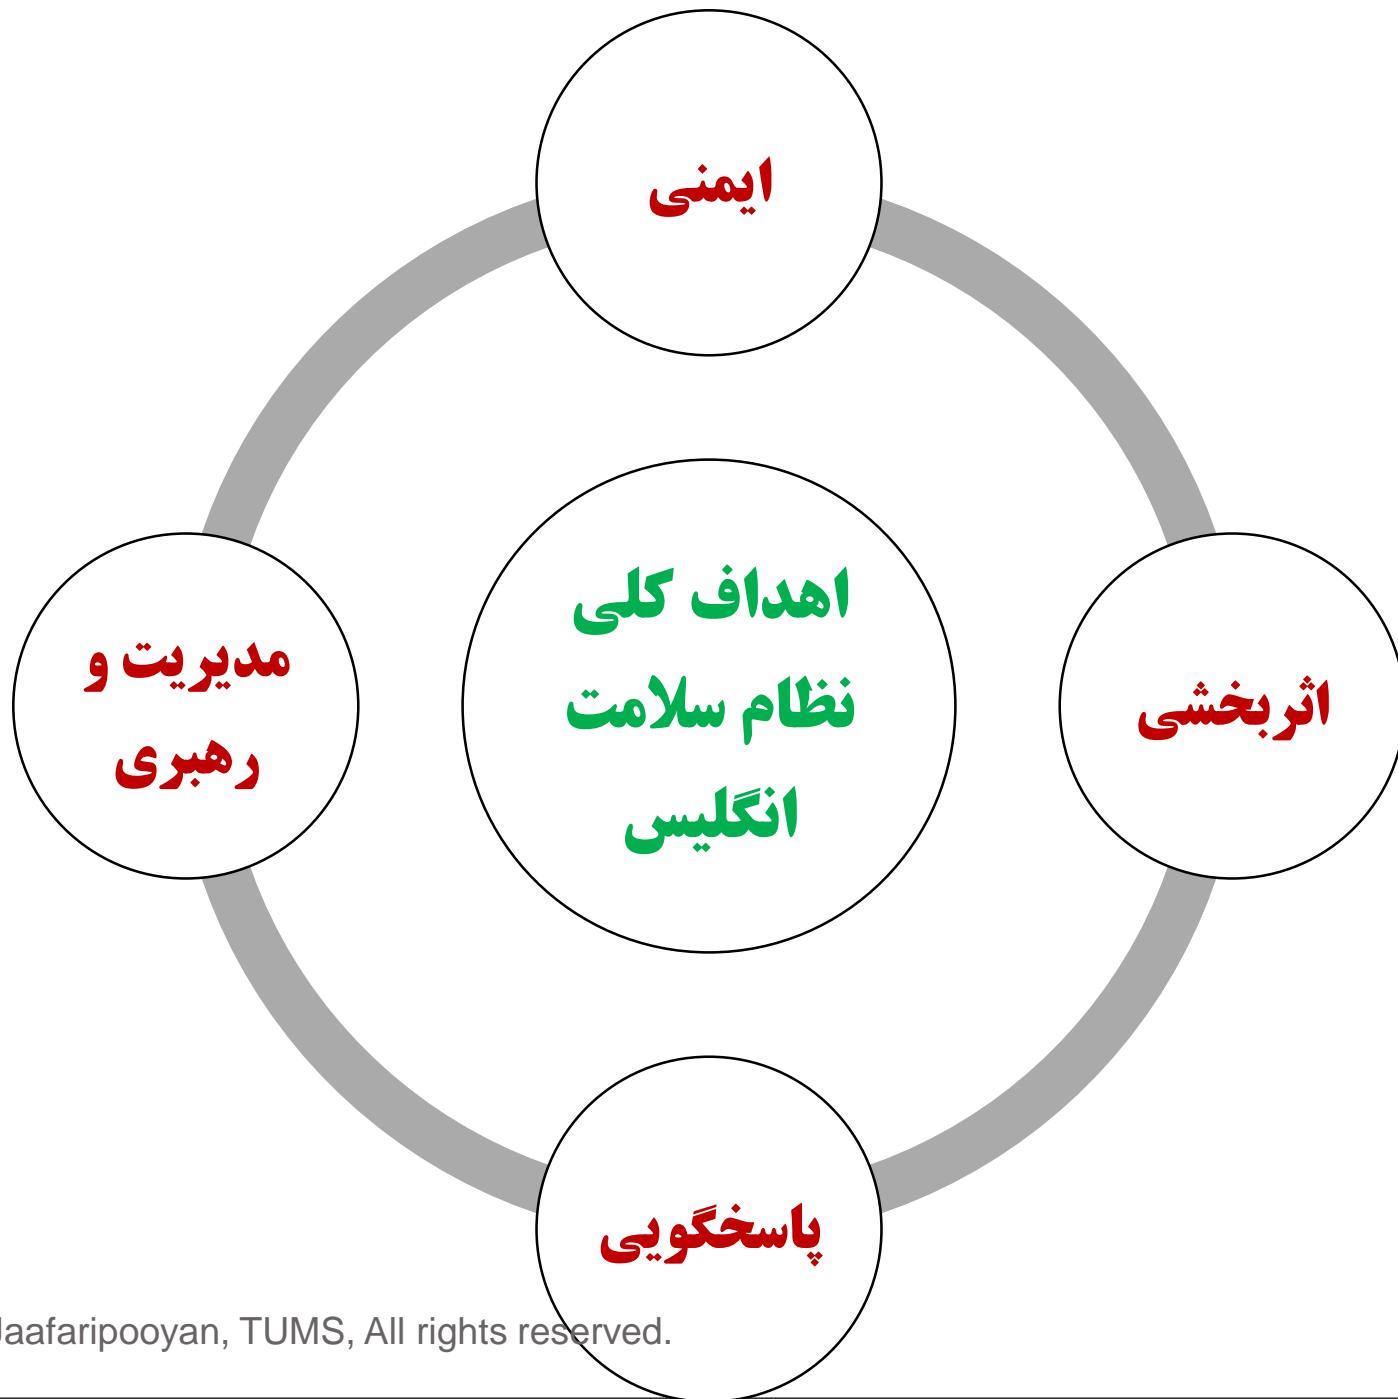 ایمنی
اهداف کلی
نظام سلامت
انگلیس
اثربخشی
پاسخگویی
مدیریت و
رهبری
Jaafaripooyan, TUMS, All rights reserved.